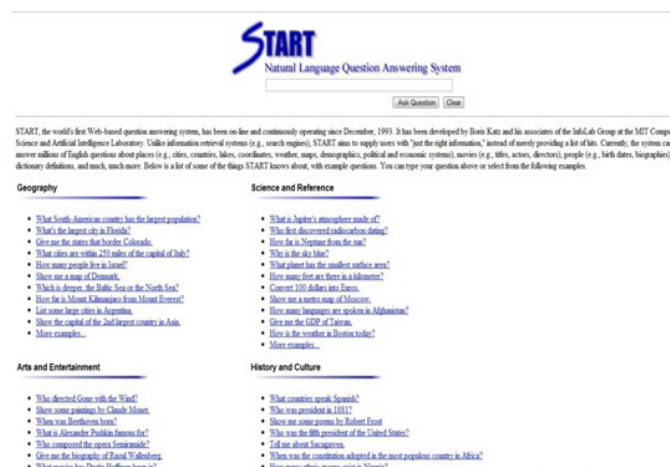 START
Natural Language Question Answering System
Ask Question Clear
START, the world's first Web-based question answering system, has been on-line and continuously operating since December, 1993. It has been developed by Boris Katz and his associates of the InfoLab Group at the MIT Compu
Science and Artificial Intelligence Laboratory. Unlike information retrieval systems (e.g., search engines), START aims to supply users with "just the right information," instead of merely providing a list of hits. Currently, the system can
answer millions of English questions about places (e.g., cities, countries, lakes, coordinates, weather, maps, demographics, political and economic systems), movies (e.g., titles, actors, directors), people (e.g., birth dates, biographies),
dictionary definitions, and much, much more. Below is a list of some of the things START knows about, with example questions. You can type your question above or select from the following examples.
Geography
What South-American country has the largest population?
What's the largest city in Florida?
Give me the states that border Colorado.
What cities are within 250 miles of the capital of Italy?
How many people live in Israel?
Show me a map of Denmark.
Which is deeper, the Baltic Sea or the North Sea?
How far is Mount Kilimanjaro from Mount Everest?
List some large cities in Argentina.
Show the capital of the 2nd largest country in Asia.
More examples...
Science and Reference
What is Jupiter's atmosphere made of?
Who first discovered radiocarbon dating?
How far is Neptune from the sun?
Why is the sky blue?
What planet has the smallest surface area?
How many feet are there in a kilometer?
Convert 100 dollars into Euros.
Show me a metro map of Moscow.
How many languages are spoken in Afghanistan?
Give me the GDP of Taiwan.
How is the weather in Boston today?
More examples...
Arts and Entertainment
Who directed Gone with the Wind?
Show some paintings by Claude Monet.
When was Beethoven born?
What is Alexander Pushkin famous for?
Who composed the opera Semiramide?
Give me the biography of Raoul Wallenberg.
What movies has Dustin Hoffman been in?
History and Culture
What countries speak Spanish?
Who was president in 1881?
Show me some poems by Robert Frost
Who was the fifth president of the United States?
Tell me about Sacagawea.
When was the constitution adopted in the most populous country in Africa?
How many ethnic groups exist in Nigeria?